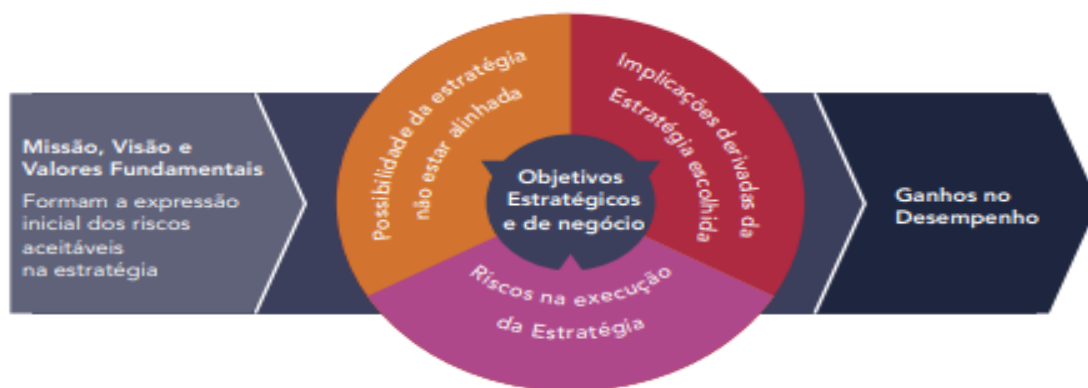 Missão, Visão e
Valores Fundamentais
Formam a expressão
inicial dos riscos
aceitáveis
na estratégia
Possibilidade da estratégia
não estar alinhada
Implicações derivadas da
Estratégia escolhida
Objetivos
Estratégicos
e de negócio
Riscos na execução
da Estratégia
Ganhos no
Desempenho